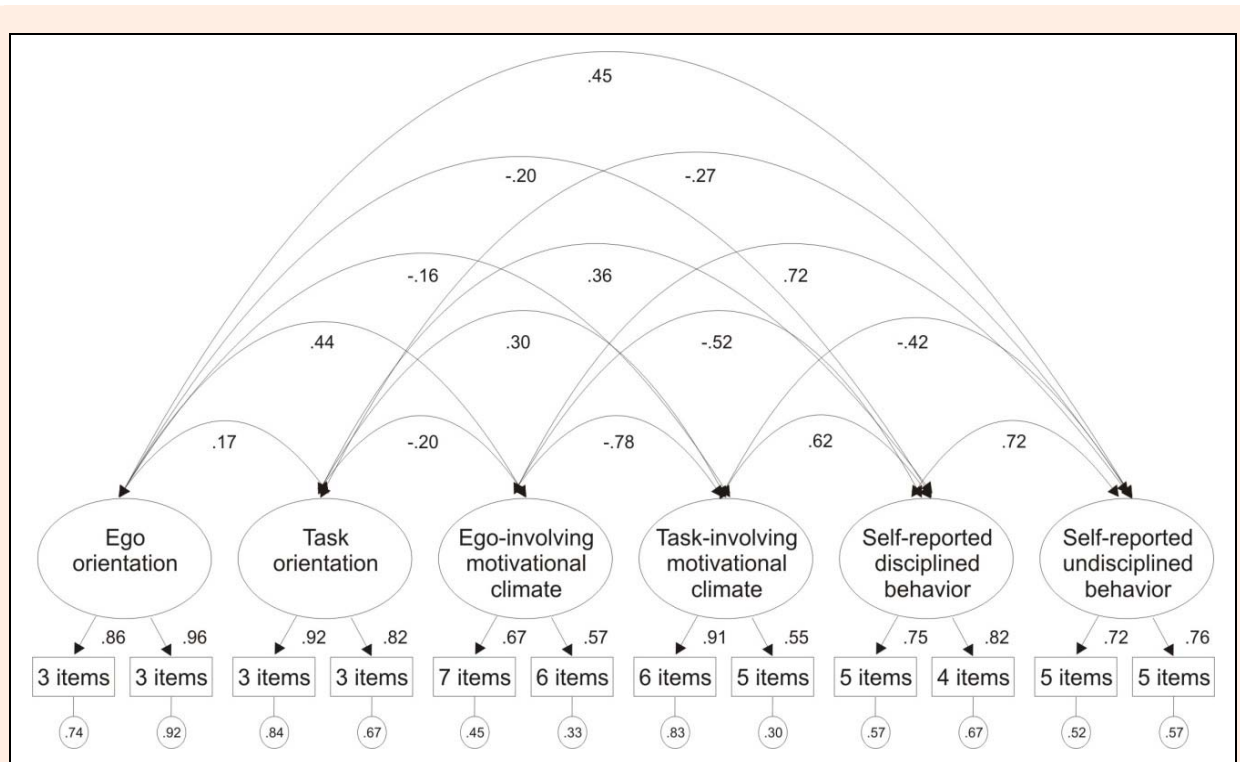 .45
-.20 -.27
-.16 .36 .72
.44 .30 -.52 -.42
.17 -.20 -.78 .62 .72
Ego
orientation
Task
orientation
Ego-involving
motivational
climate
Task-involving
motivational
climate
Self-reported
disciplined
behavior
Self-reported
undisciplined
behavior
.86 .96 .92 .82 .67 .57 .91 .55 .75 .82 .72 .76
3 items 3 items 3 items 3 items 7 items 6 items 6 items 5 items 5 items 4 items 5 items 5 items
.74 .92 .84 .67 .45 .33 .83 .30 .57 .67 .52 .57